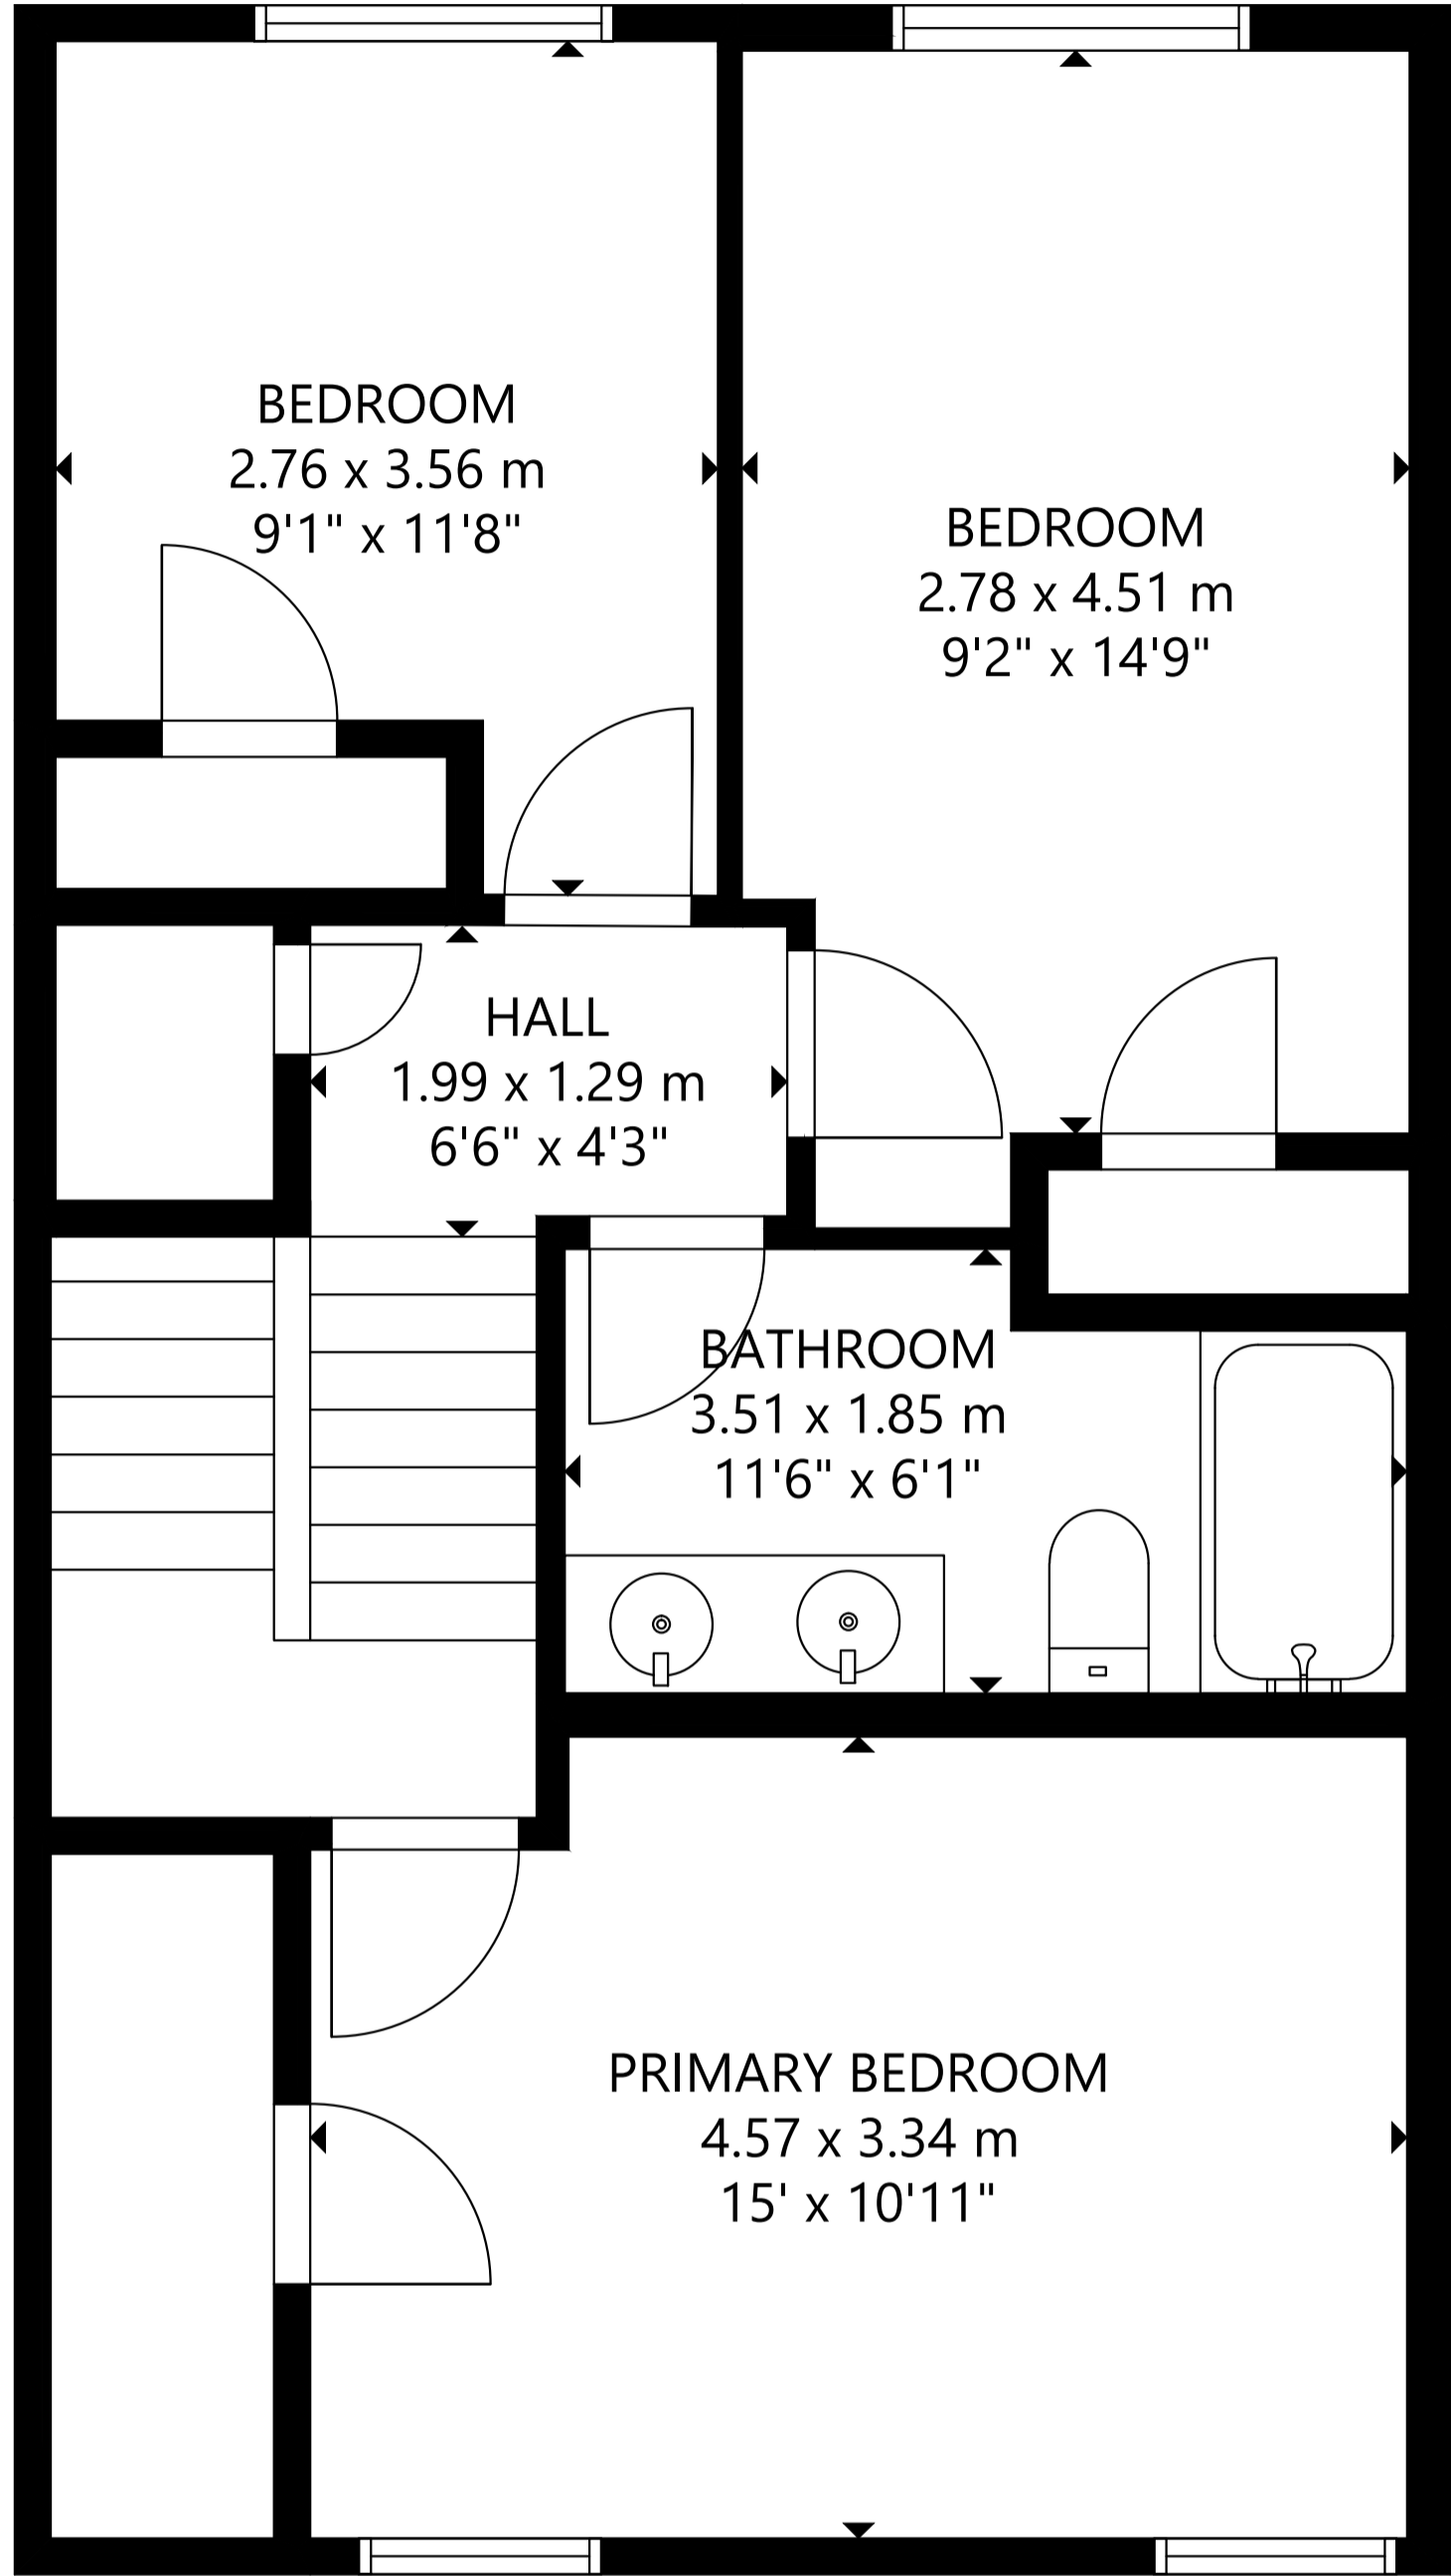 BEDROOM
2.76 x 3.56 m
9'1" x 11'8"
BEDROOM
2.78 x 4.51 m
9'2" x 14'9"
HALL
1.99 x 1.29 m
6'6" x 4'3"
BATHROOM
3.51 x 1.85 m
11'6" x 6'1"
PRIMARY BEDROOM
4.57 x 3.34 m
15' x 10'11"